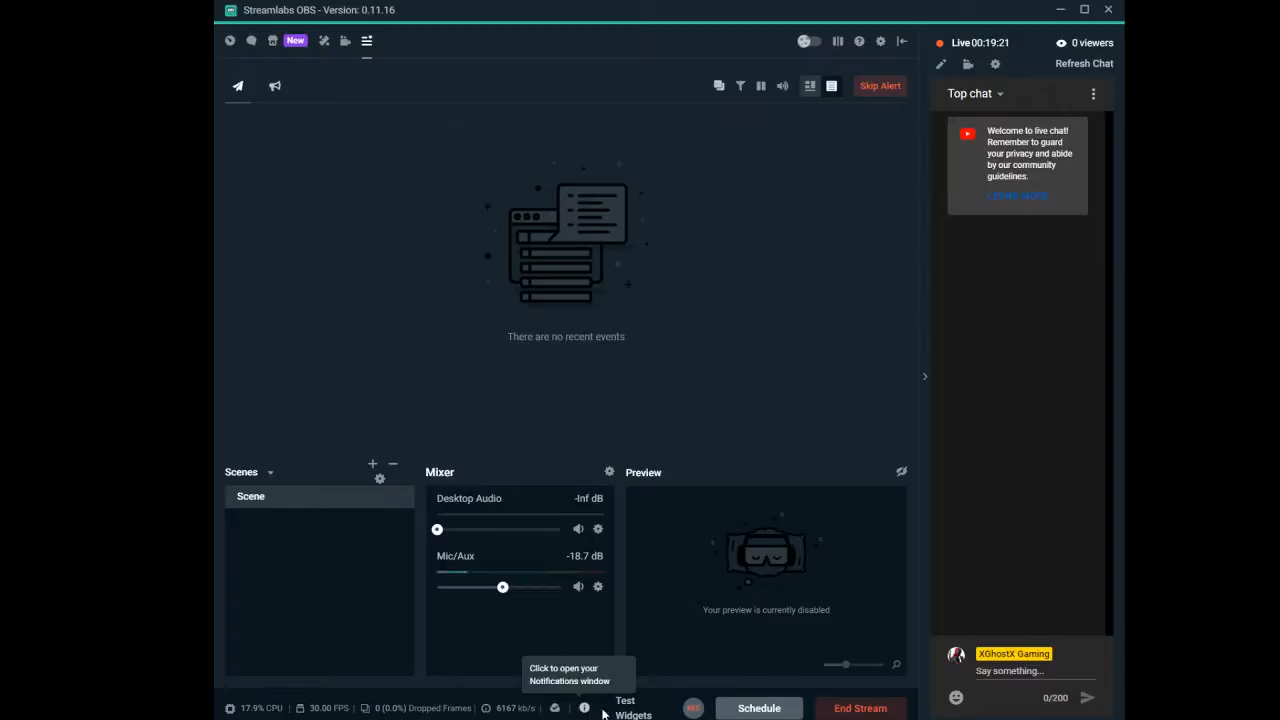 Streamlabs OBS - Version: 0.11.16
New
Live 00:19:21
0 viewers
Refresh Chat
Skip Alert
Top chat
Welcome to live chat!
Remember to guard
your privacy and abide
by our community
guidelines.
LEARN MORE
There are no recent events
Scenes
Scene
Mixer
Desktop Audio
-Inf dB
Mic/Aux
-18.7 dB
Preview
Your preview is currently disabled
Click to open your
Notifications window
XGhostX Gaming
Say something...
0/200
17.9% CPU
30.00 FPS
0 (0.0%) Dropped Frames
6167 kb/s
Test
Widgets
REC
Schedule
End Stream